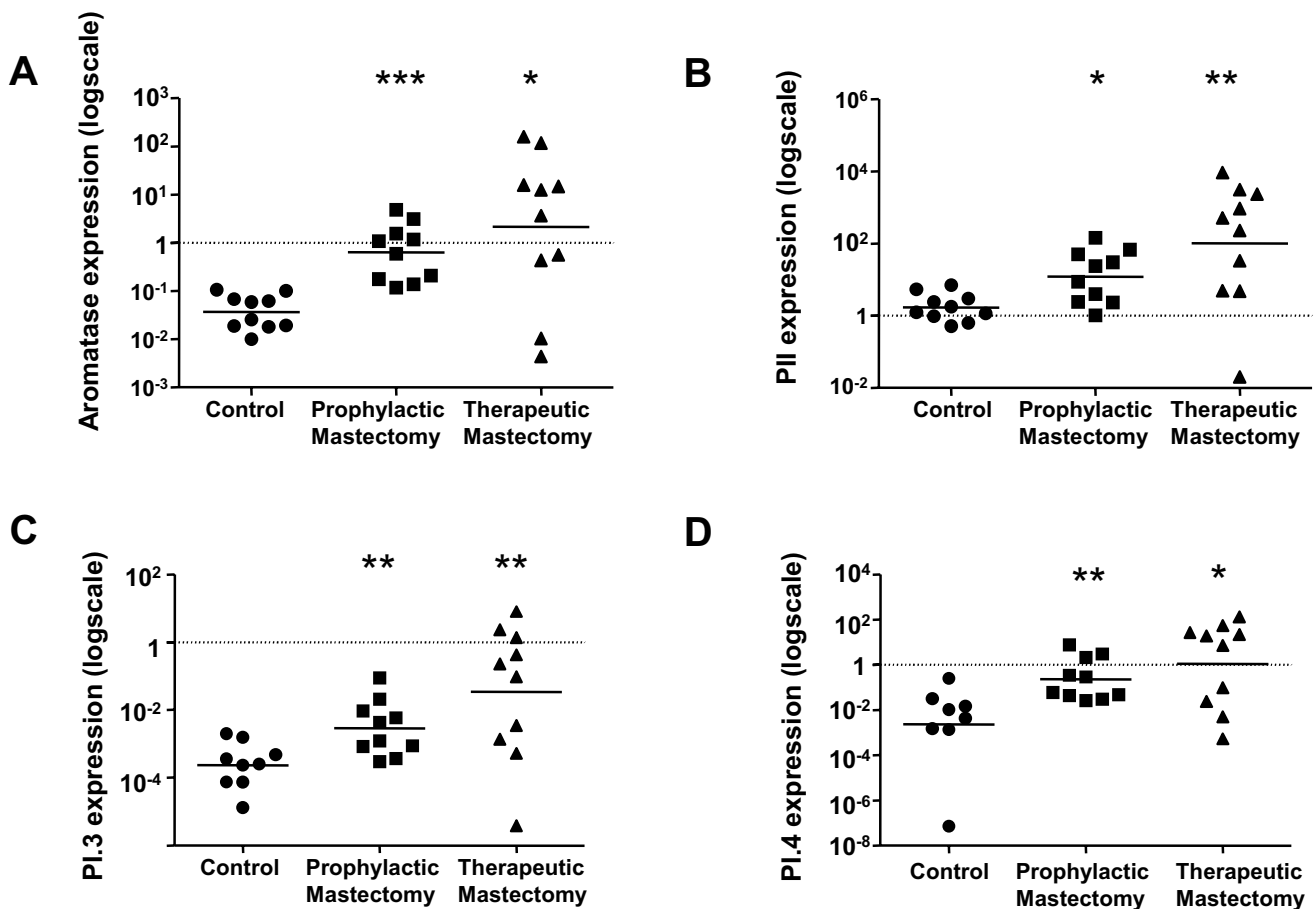 A
Aromatase expression (logscale)
*** *
10³
10²
10¹
1
10⁻¹
10⁻²
10⁻³
Control Prophylactic Mastectomy Therapeutic Mastectomy
B
PII expression (logscale)
* **
10⁶
10⁴
10²
1
10⁻²
Control Prophylactic Mastectomy Therapeutic Mastectomy
C
PI.3 expression (logscale)
** **
10²
1
10⁻²
10⁻⁴
Control Prophylactic Mastectomy Therapeutic Mastectomy
D
PI.4 expression (logscale)
** *
10⁴
10²
1
10⁻²
10⁻⁴
10⁻⁶
10⁻⁸
Control Prophylactic Mastectomy Therapeutic Mastectomy